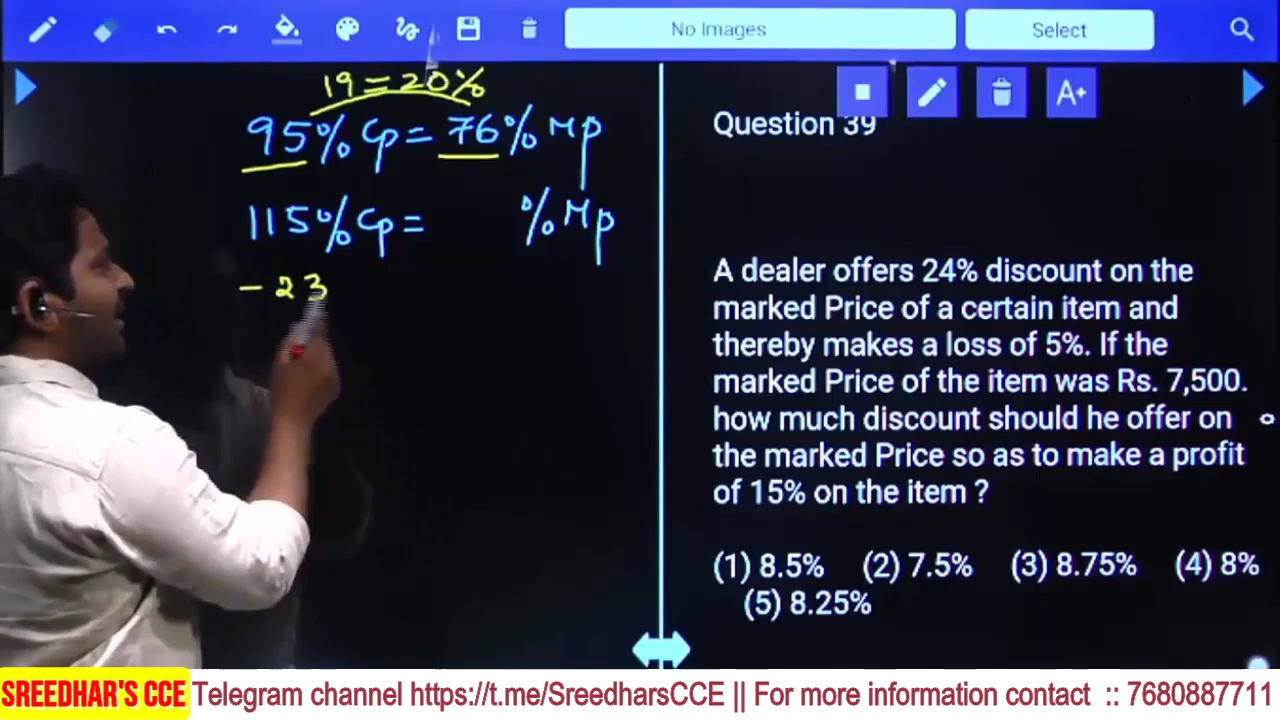 No Images
Select
19 = 20%
95% Cp = 76% Mp
115% Cp = % Mp
- 23
A+
Question 39
A dealer offers 24% discount on the
marked Price of a certain item and
thereby makes a loss of 5%. If the
marked Price of the item was Rs. 7,500.
how much discount should he offer on
the marked Price so as to make a profit
of 15% on the item ?
(1) 8.5% (2) 7.5% (3) 8.75% (4) 8%
(5) 8.25%
SREEDHAR'S CCE Telegram channel https://t.me/SreedharsCCE || For more information contact :: 7680887711